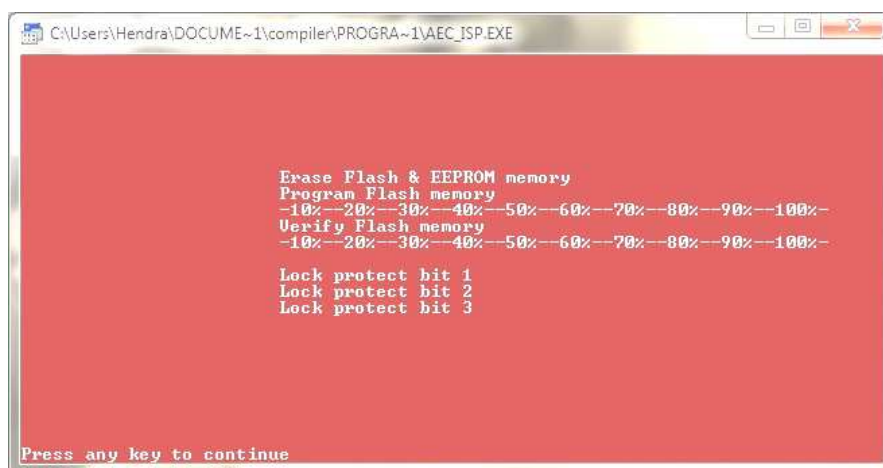 C:\Users\Hendra\DOCUME~1\compiler\PROGRA~1\AEC_ISP.EXE
Erase Flash & EEPROM memory
Program Flash memory
-10%--20%--30%--40%--50%--60%--70%--80%--90%--100%-
Verify Flash memory
-10%--20%--30%--40%--50%--60%--70%--80%--90%--100%-
Lock protect bit 1
Lock protect bit 2
Lock protect bit 3
Press any key to continue